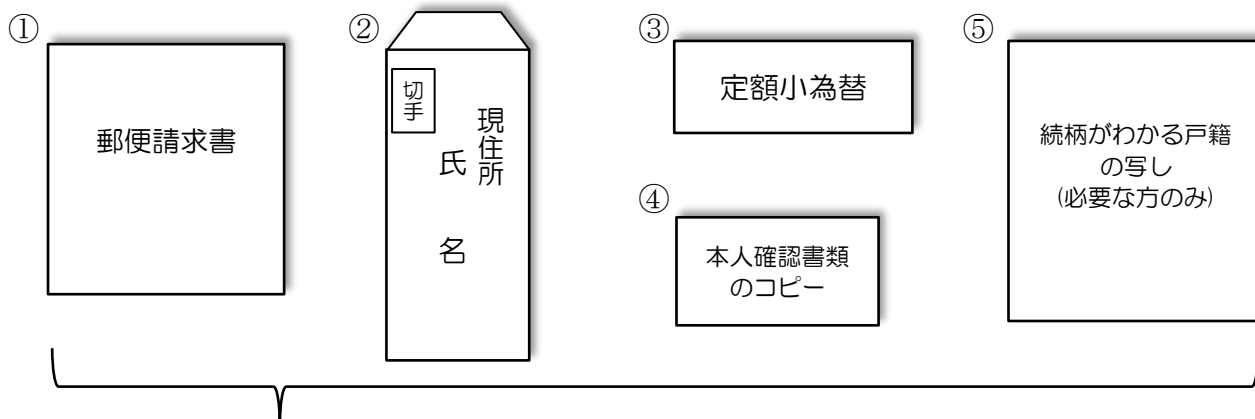 ①
郵便請求書
②
切手
現住所
氏名
③
定額小為替
④
本人確認書類
のコピー
⑤
続柄がわかる戸籍
の写し
(必要な方のみ)